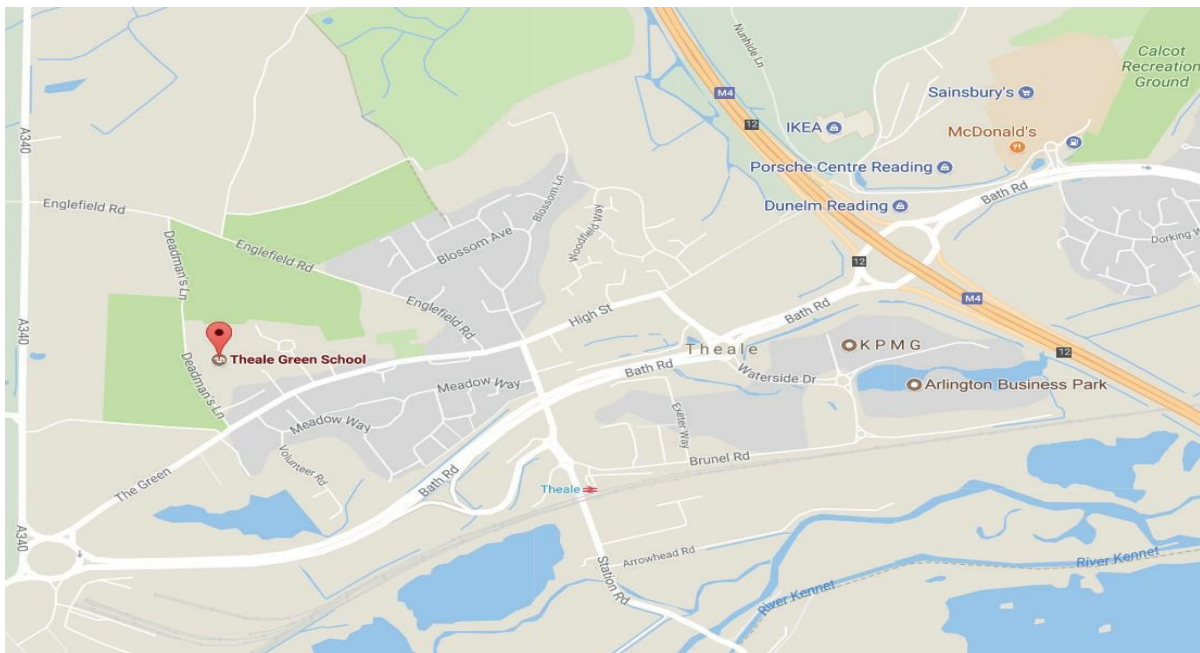 Nunhide Ln
Calcot
Recreation
Ground
M4
Sainsbury's
12
IKEA
McDonald's
A340
Porsche Centre Reading
Bath Rd
Blossom Ln
Englefield Rd
Dunelm Reading
Woodfield Way
Deadman's Ln
Englefield Rd
Blossom Ave
12
M4
Bath Rd
High St
Englefield Rd
A340
Theale Green School
Theale
KPMG
12
Deadman's Ln
Meadow Way
Bath Rd
Waterside Dr
Arlington Business Park
Meadow Way
Exeter Way
Volunteer Rd
The Green
Bath Rd
Brunel Rd
Theale
A340
Arrowhead Rd
Station Rd
River Kennet
River Kennet